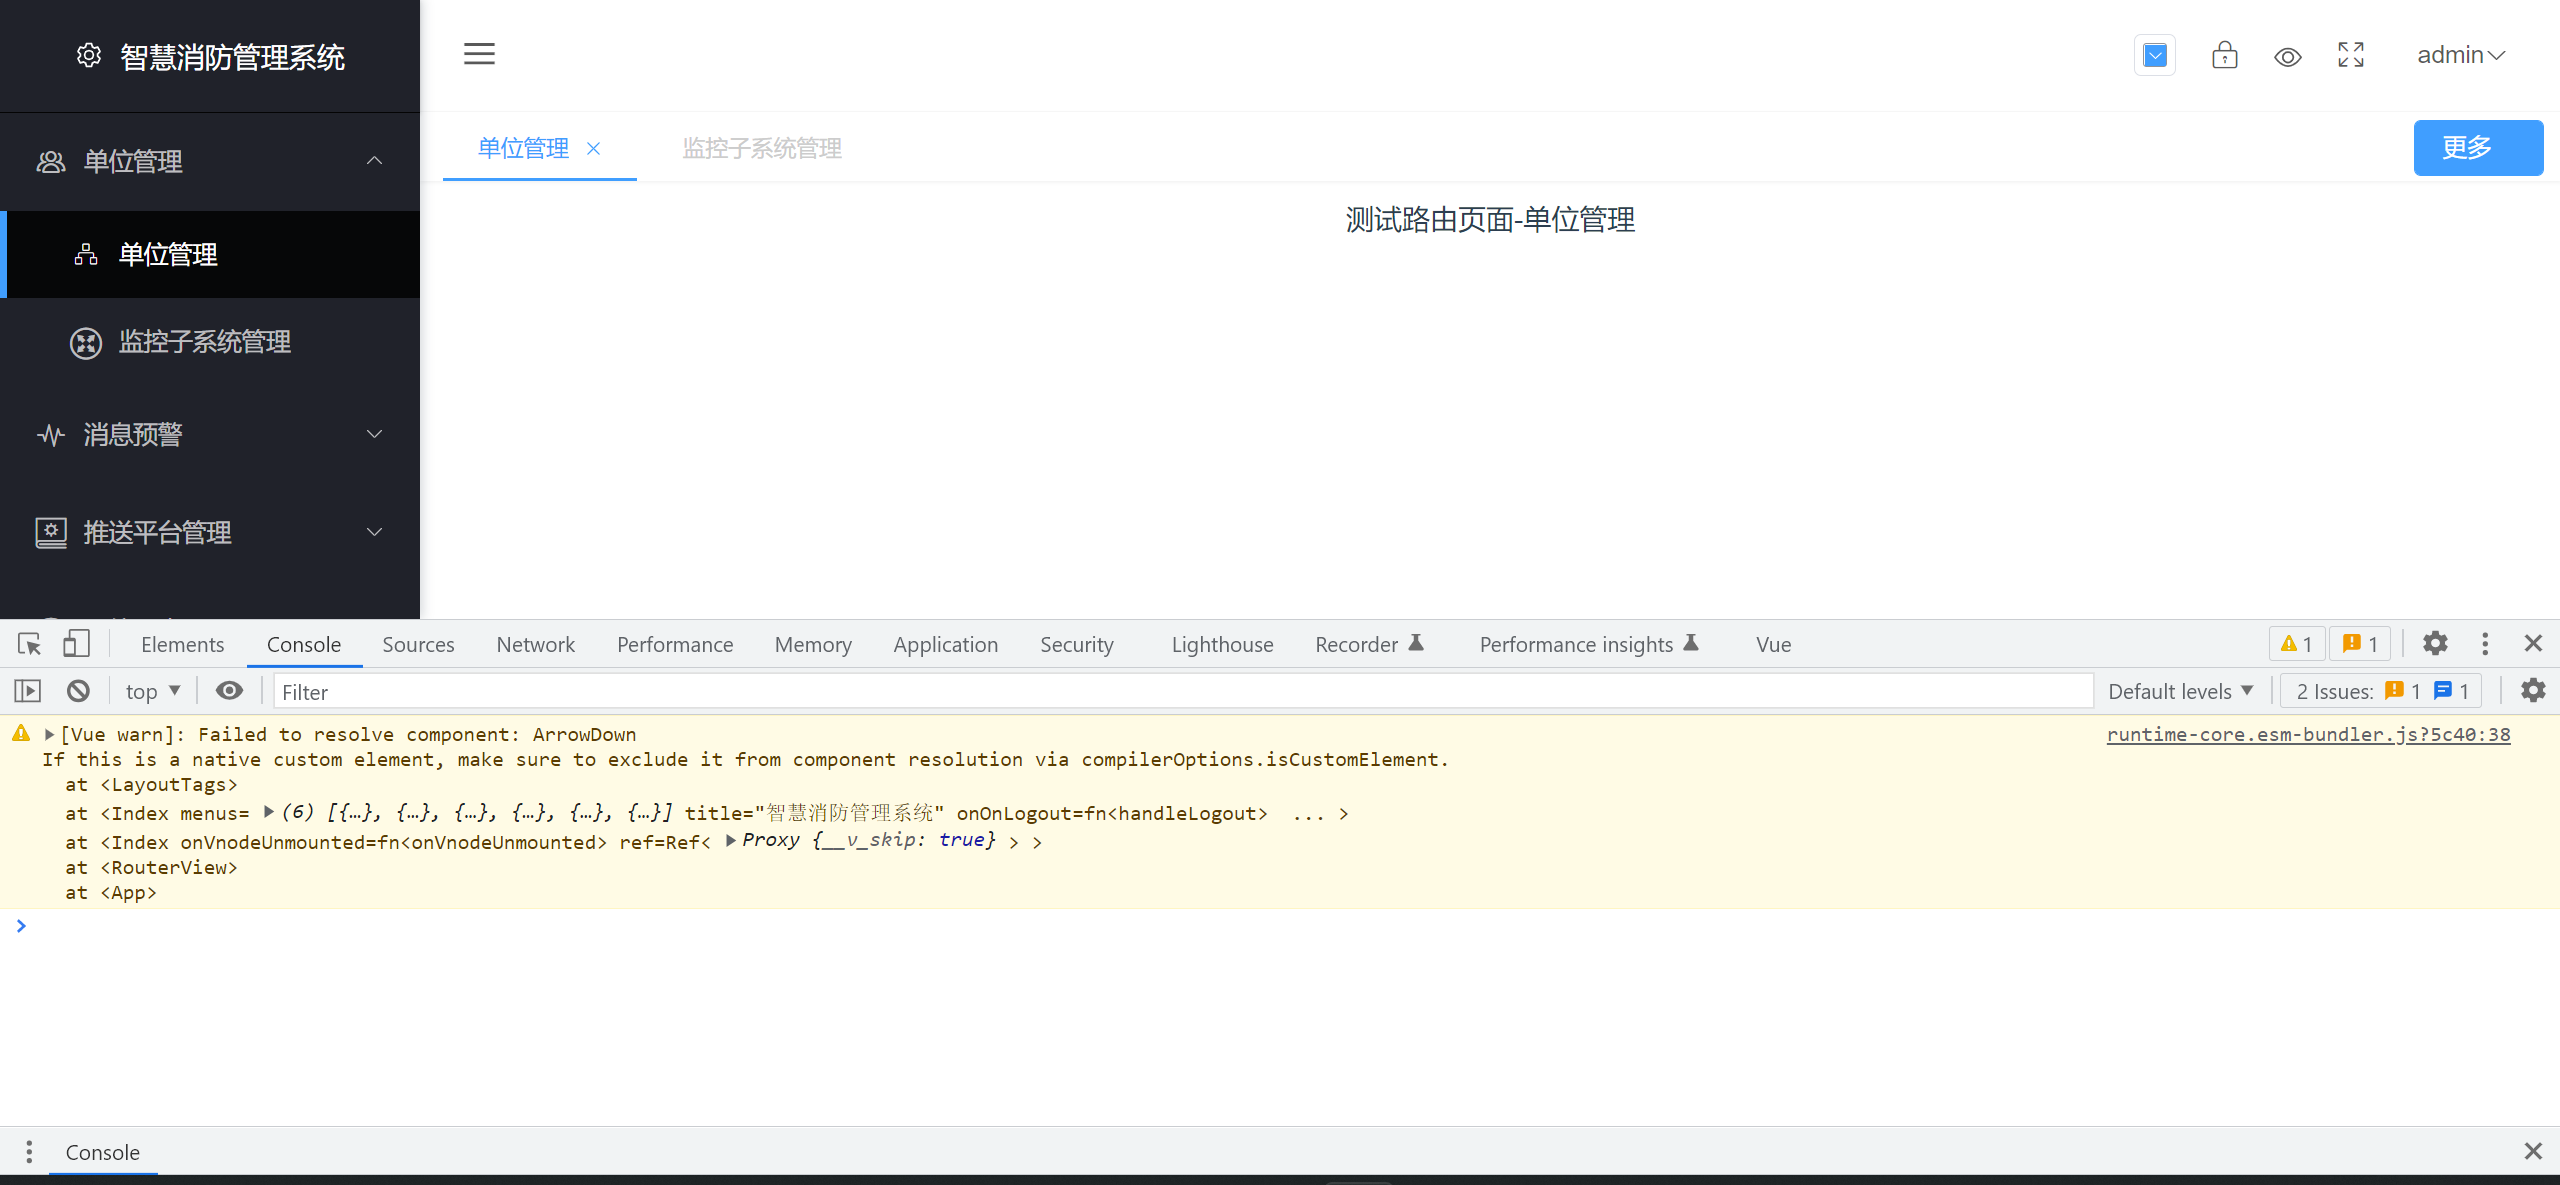 智慧消防管理系统
admin
单位管理
单位管理
监控子系统管理
消息预警
推送平台管理
单位管理 监控子系统管理 更多
测试路由页面-单位管理
Elements Console Sources Network Performance Memory Application Security Lighthouse Recorder Performance insights Vue 1 1
top Filter Default levels 2 Issues: 1 1
[Vue warn]: Failed to resolve component: ArrowDown runtime-core.esm-bundler.js?5c40:38
If this is a native custom element, make sure to exclude it from component resolution via compilerOptions.isCustomElement.
at <LayoutTags>
at <Index menus= (6) [{…}, {…}, {…}, {…}, {…}, {…}] title="智慧消防管理系统" onOnLogout=fn<handleLogout> ... >
at <Index onVnodeUnmounted=fn<onVnodeUnmounted> ref=Ref< Proxy {__v_skip: true} > >
at <RouterView>
at <App>
Console